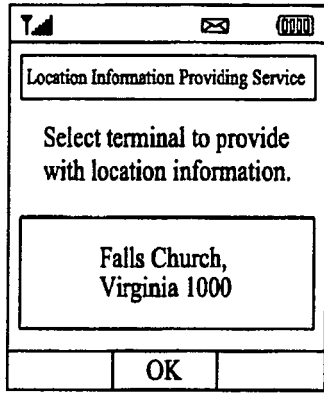 Location Information Providing Service
Select terminal to provide
with location information.
Falls Church,
Virginia 1000
OK